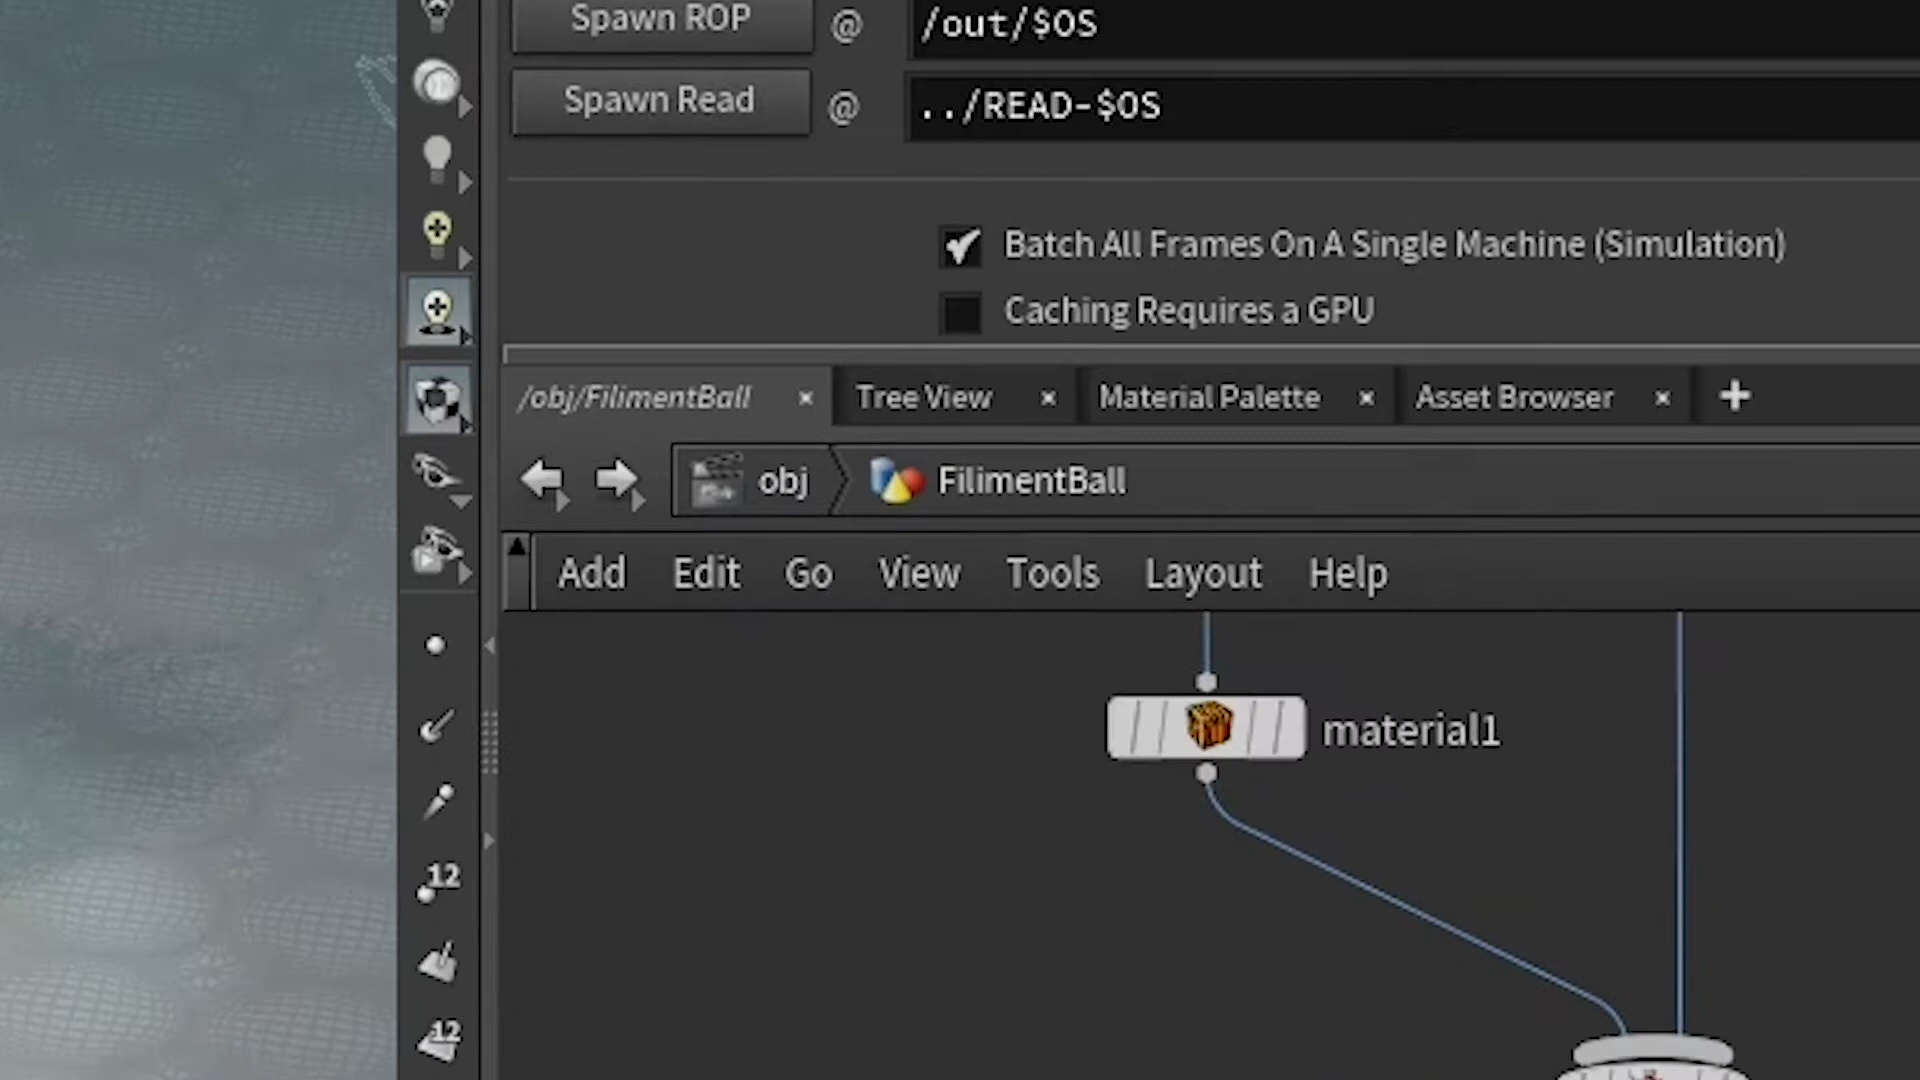 Spawn ROP @ /out/$OS
Spawn Read @ ../READ-$OS
Batch All Frames On A Single Machine (Simulation)
Caching Requires a GPU
/obj/FilimentBall × Tree View × Material Palette × Asset Browser × +
obj FilimentBall
Add Edit Go View Tools Layout Help
material1
12
12